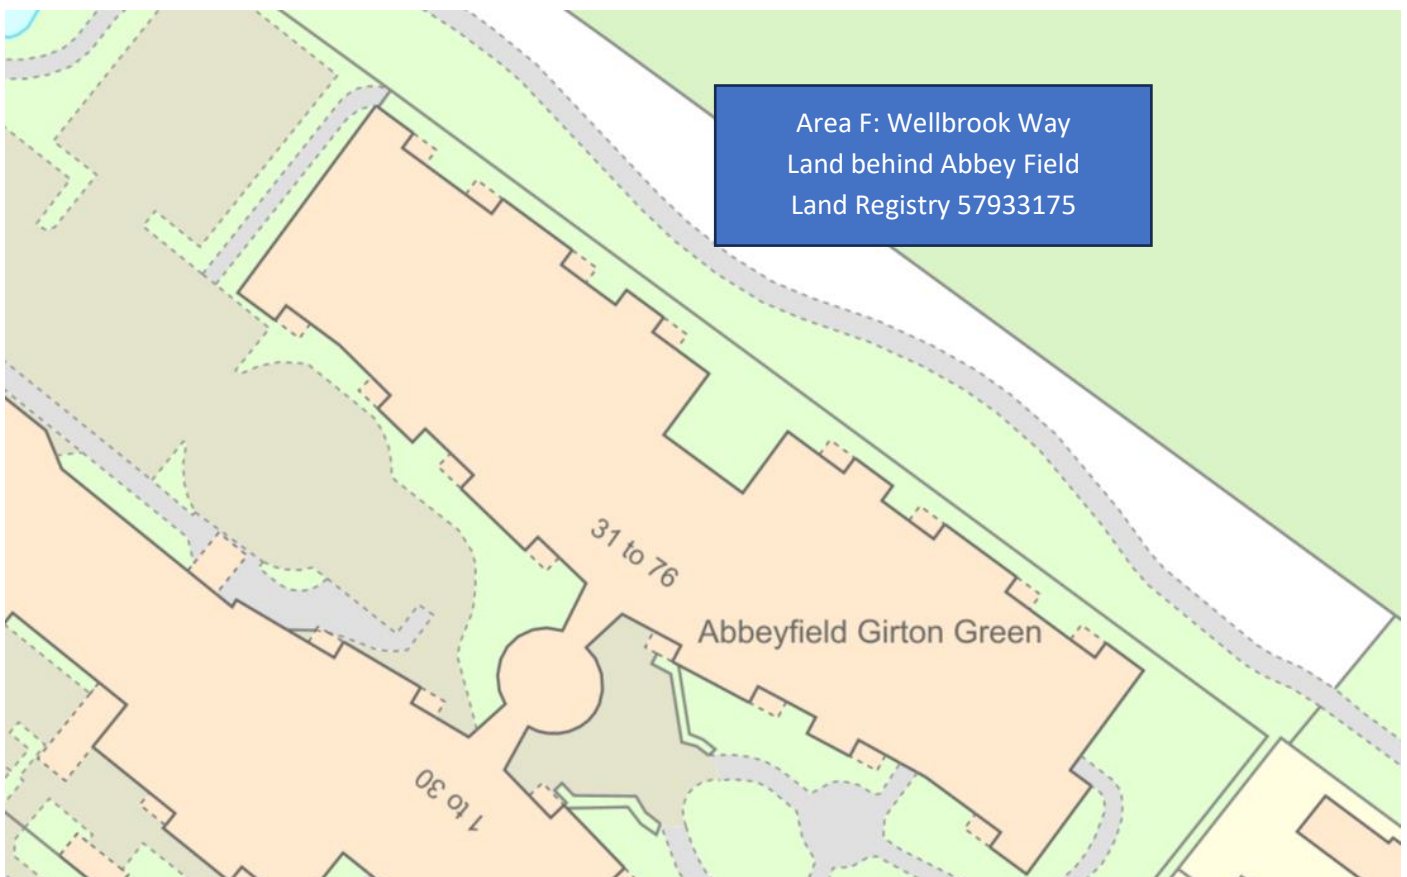 Area F: Wellbrook Way
Land behind Abbey Field
Land Registry 57933175
31 to 76
Abbeyfield Girton Green
1 to 30